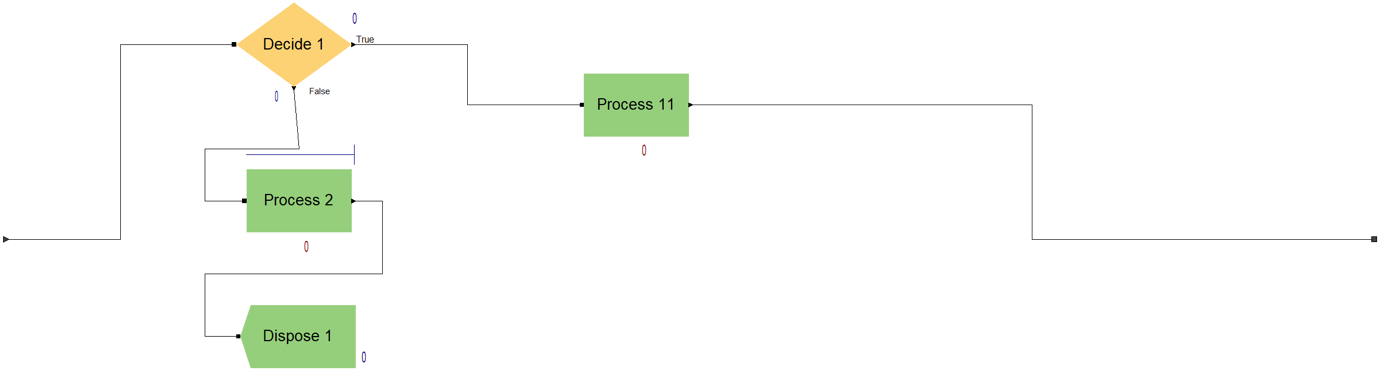 0
Decide 1
True
0
False
Process 11
0
Process 2
0
Dispose 1
0